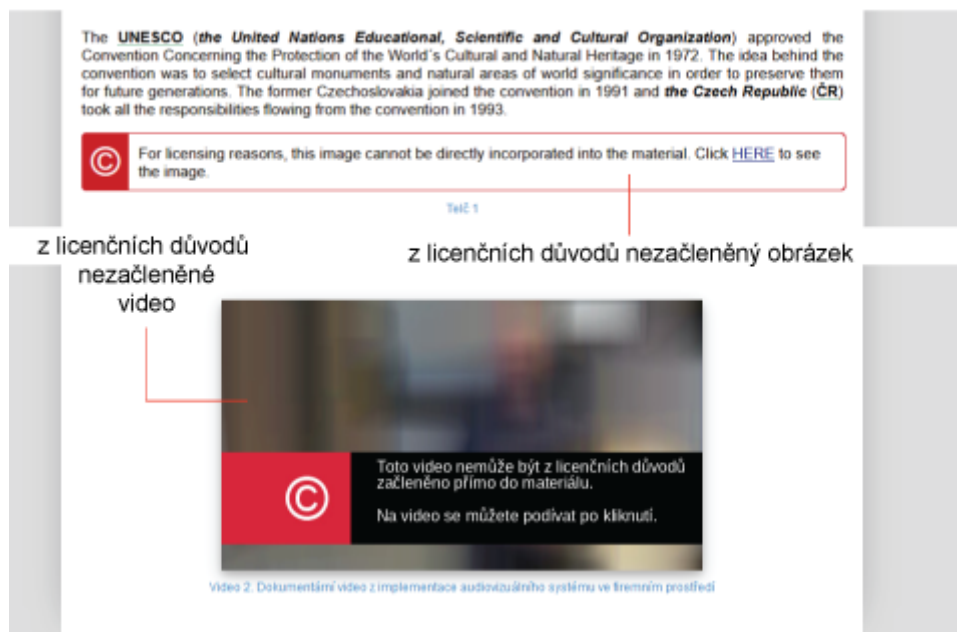 The UNESCO (the United Nations Educational, Scientific and Cultural Organization) approved the
Convention Concerning the Protection of the World´s Cultural and Natural Heritage in 1972. The idea behind the
convention was to select cultural monuments and natural areas of world significance in order to preserve them
for future generations. The former Czechoslovakia joined the convention in 1991 and the Czech Republic (ČR)
took all the responsibilities flowing from the convention in 1993.
© For licensing reasons, this image cannot be directly incorporated into the material. Click HERE to see
the image.
Telč 1
z licenčních důvodů
nezačleněné
video
z licenčních důvodů nezačleněný obrázek
©
Toto video nemůže být z licenčních důvodů
začleněno přímo do materiálu.
Na video se můžete podívat po kliknutí.
Video 2. Dokumentární video z implementace audiovizuálního systému ve firemním prostředí